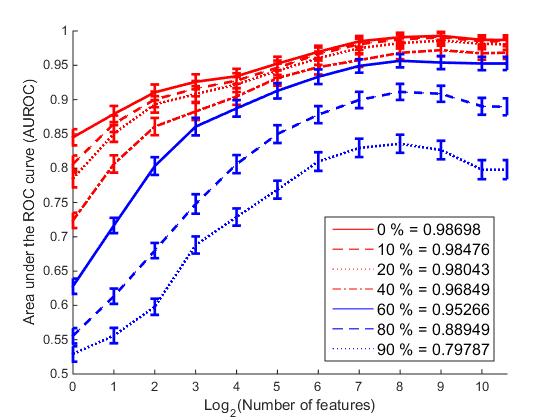 Area under the ROC curve (AUROC)
1
0.95
0.9
0.85
0.8
0.75
0.7
0.65
0.6
0.55
0.5
0 1 2 3 4 5 6 7 8 9 10
Log2(Number of features)
0 % = 0.98698
10 % = 0.98476
20 % = 0.98043
40 % = 0.96849
60 % = 0.95266
80 % = 0.88949
90 % = 0.79787